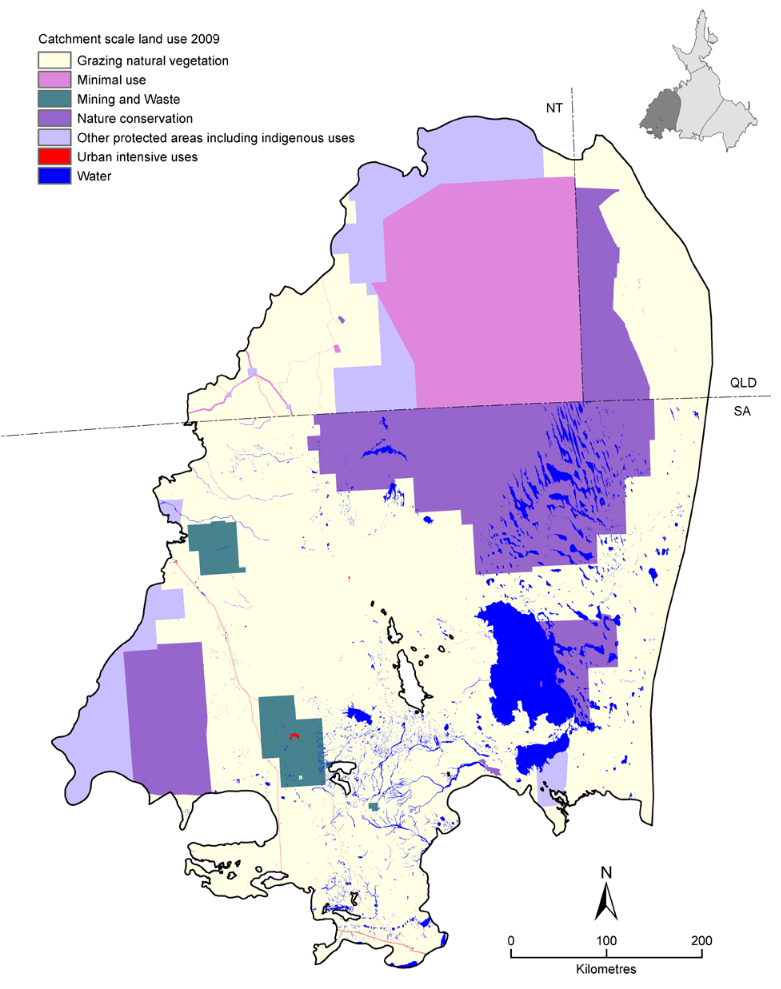 Catchment scale land use 2009
Grazing natural vegetation
Minimal use
Mining and Waste
Nature conservation
Other protected areas including indigenous uses
Urban intensive uses
Water
NT
QLD
SA
N
0 100 200
Kilometres